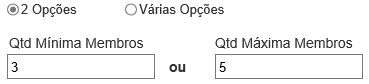 2 Opções Várias Opções
Qtd Mínima Membros Qtd Máxima Membros
3 ou 5